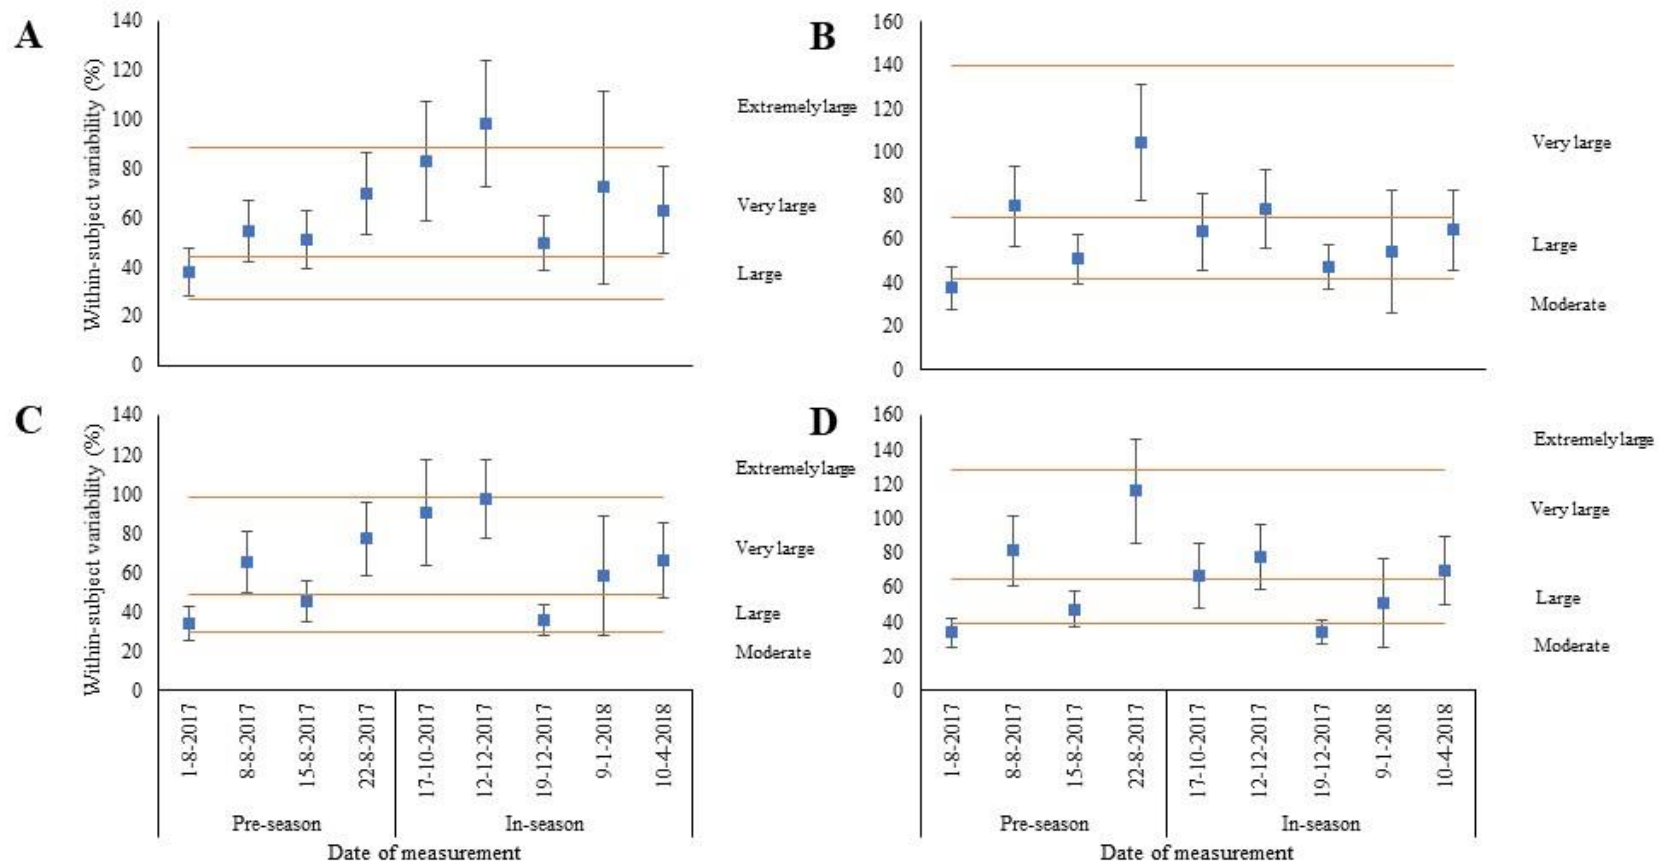 A
Within-subject variability (%)
140
120
100
80
60
40
20
0
Extremely large
Very large
Large
B
160
140
120
100
80
60
40
20
0
Very large
Large
Moderate
C
Within-subject variability (%)
140
120
100
80
60
40
20
0
Extremely large
Very large
Large
Moderate
1-8-2017
8-8-2017
15-8-2017
22-8-2017
17-10-2017
12-12-2017
19-12-2017
9-1-2018
10-4-2018
Pre-season
In-season
Date of measurement
D
160
140
120
100
80
60
40
20
0
Extremely large
Very large
Large
Moderate
1-8-2017
8-8-2017
15-8-2017
22-8-2017
17-10-2017
12-12-2017
19-12-2017
9-1-2018
10-4-2018
Pre-season
In-season
Date of measurement